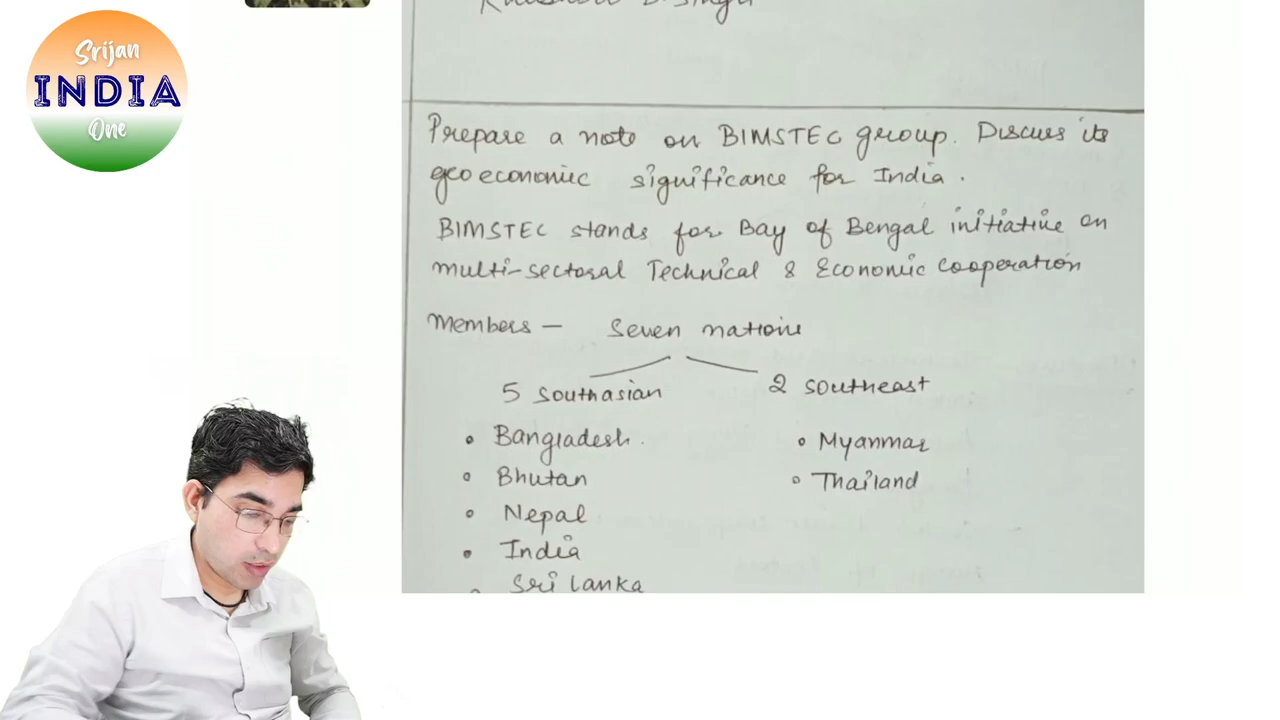 Srijan
INDIA
One
Prepare a note on BIMSTEC group. Discuss its
geoeconomic significance for India.
BIMSTEC stands for Bay of Bengal initiative on
multi-sectoral Technical & Economic cooperation
Members — Seven nations
5 Southasian
2 southeast
Bangladesh
Bhutan
Nepal
India
Sri Lanka
Myanmar
Thailand